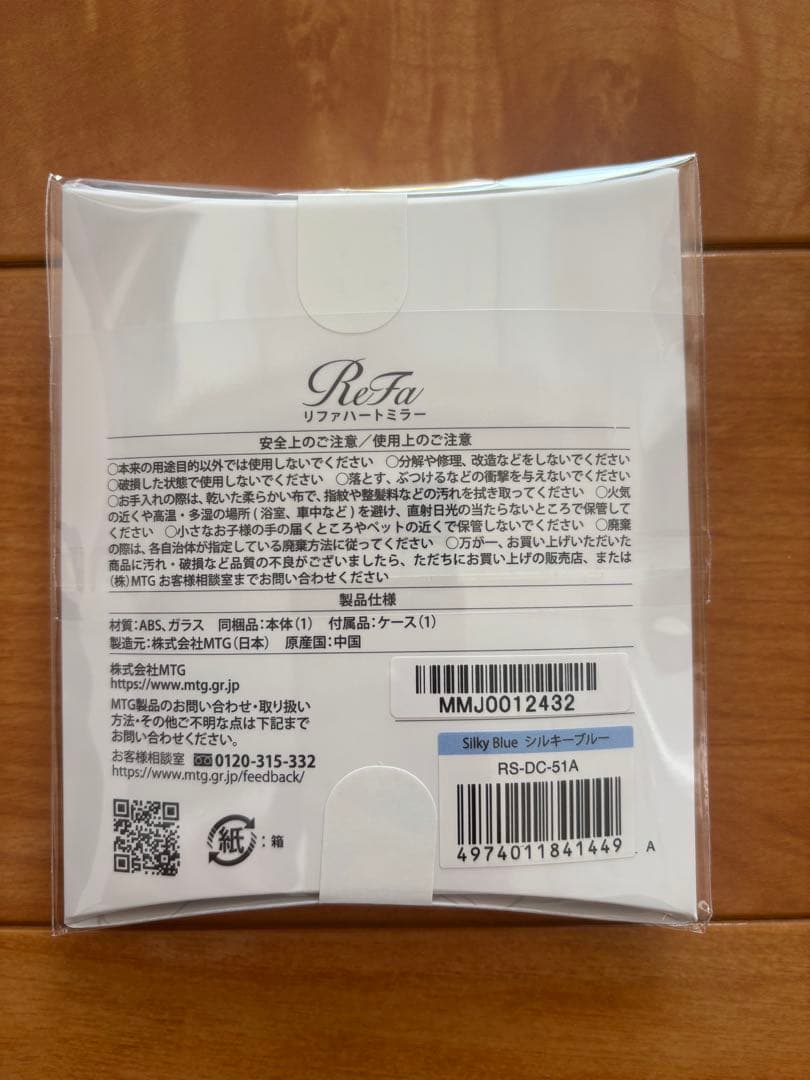 ReFa
リファハートミラー
安全上のご注意／使用上のご注意
○本来の用途目的以外では使用しないでください ○分解や修理、改造などをしないでください
○破損した状態で使用しないでください ○落とす、ぶつけるなどの衝撃を与えないでください
○お手入れの際は、乾いた柔らかい布で、指紋や整髪料などの汚れを拭き取ってください ○火気
の近くや高温・多湿の場所(浴室、車中など)を避け、直射日光の当たらないところで保管して
ください ○小さなお子様の手の届くところやペットの近くで保管しないでください ○廃棄
の際は、各自治体が指定している廃棄方法に従ってください ○万が一、お買い上げいただいた
商品に汚れ・破損など品質の不良がございましたら、ただちにお買い上げの販売店、または
(株)MTG お客様相談室までお問い合わせください
製品仕様
材質：ABS、ガラス 同梱品：本体(1) 付属品：ケース(1)
製造元：株式会社MTG(日本) 原産国：中国
株式会社MTG
https://www.mtg.gr.jp
MTG製品のお問い合わせ・取り扱い
方法・その他ご不明な点は下記まで
お問い合わせください。
お客様相談室 0120-315-332
https://www.mtg.gr.jp/feedback/
紙：箱
MMJ0012432
Silky Blue シルキーブルー
RS-DC-51A
4974011841449
A